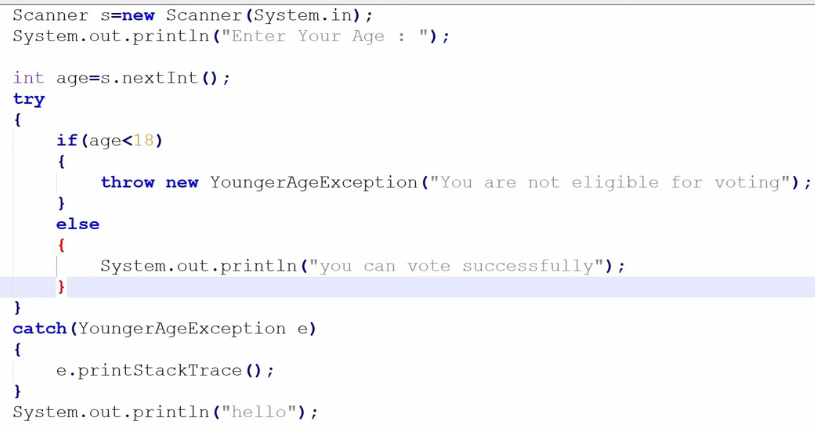 Scanner s=new Scanner(System.in);
System.out.println("Enter Your Age : ");
int age=s.nextInt();
try
{
if(age<18)
{
throw new YoungerAgeException("You are not eligible for voting");
}
else
{
System.out.println("you can vote successfully");
}
}
catch(YoungerAgeException e)
{
e.printStackTrace();
}
System.out.println("hello");